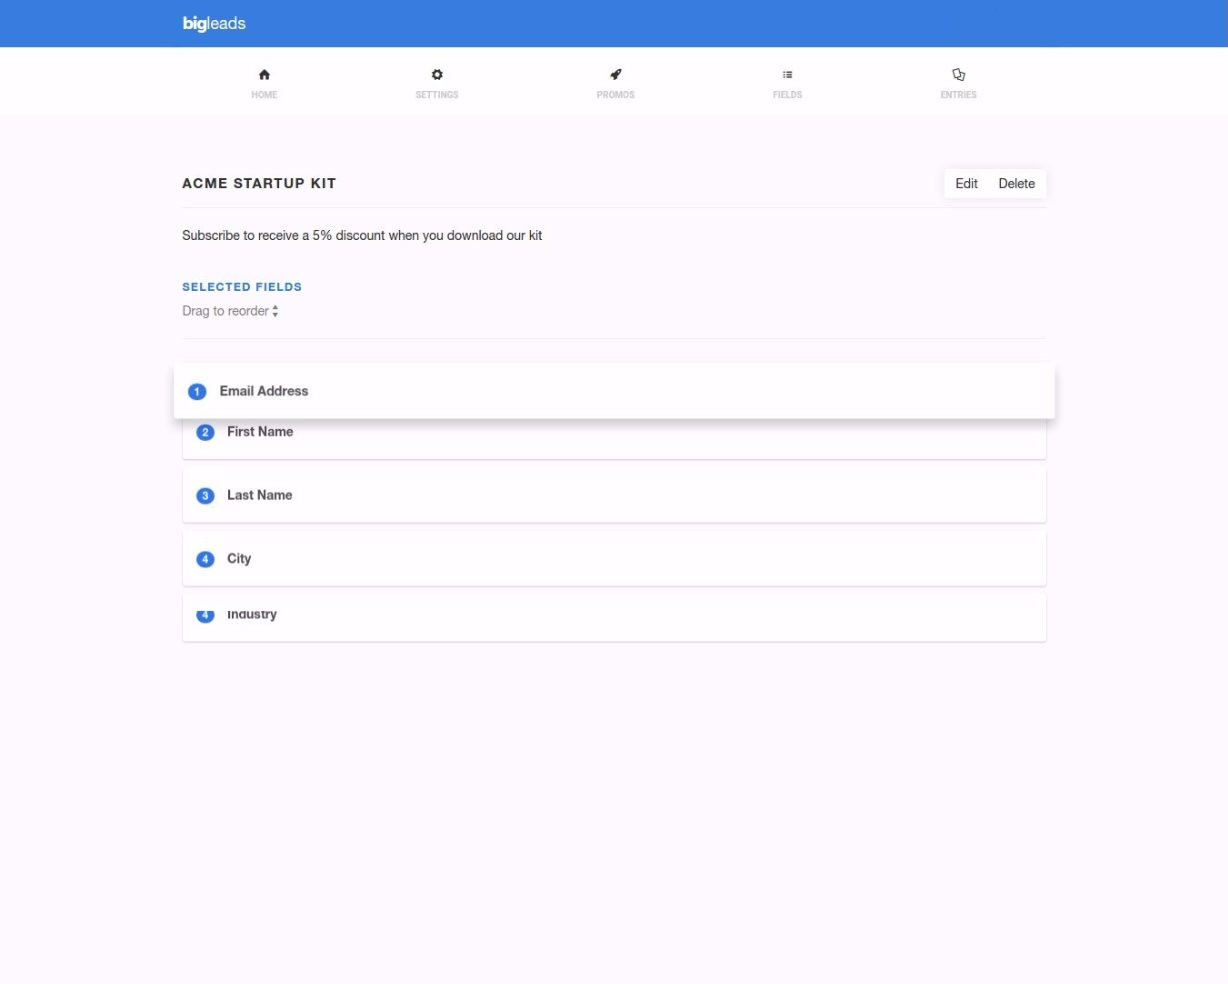 bigleads
HOME SETTINGS PROMOS FIELDS ENTRIES
ACME STARTUP KIT
Edit Delete
Subscribe to receive a 5% discount when you download our kit
SELECTED FIELDS
Drag to reorder
1 Email Address
2 First Name
3 Last Name
4 City
4 Industry